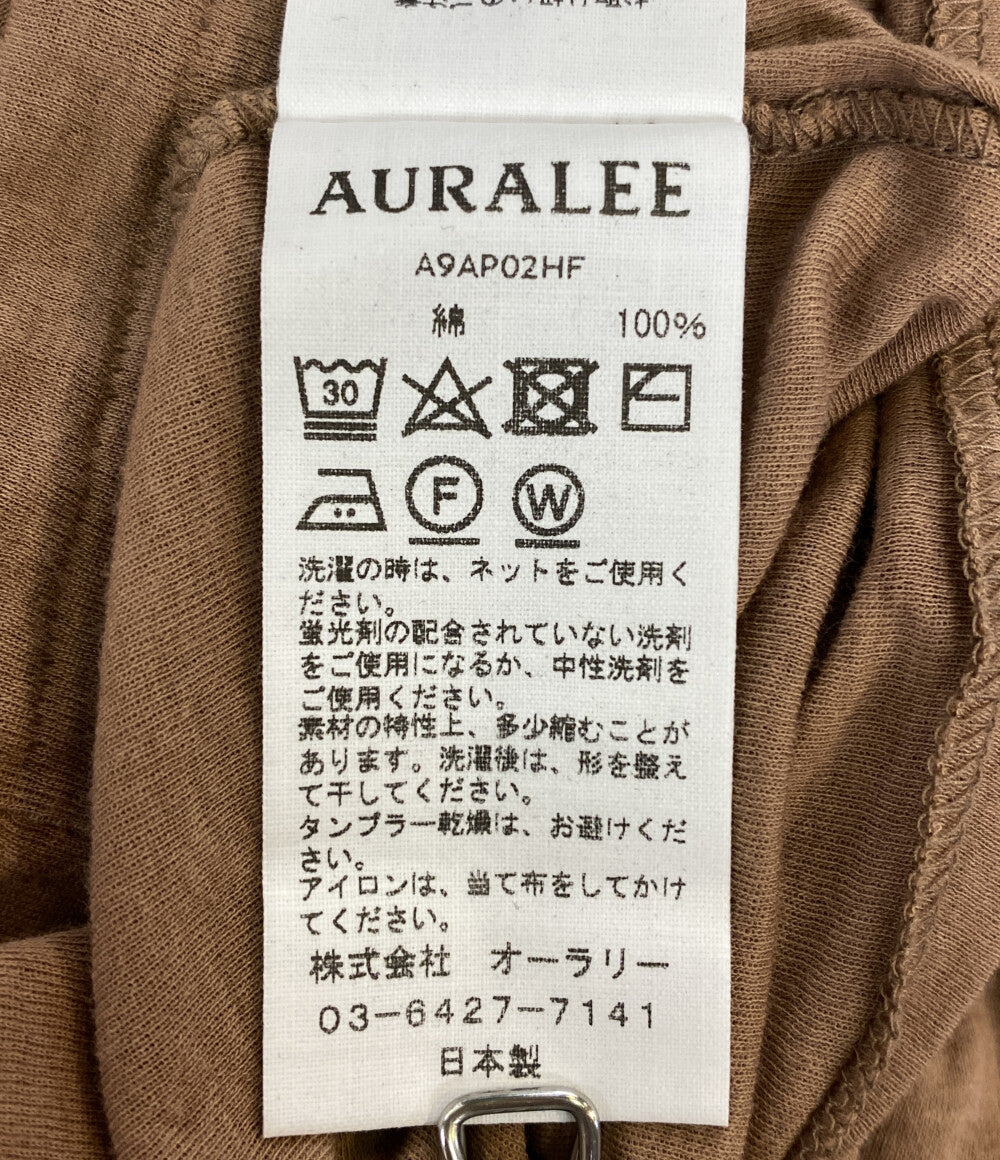 AURALEE
A9AP02HF
綿 100%
30
F W
洗濯の時は、ネットをご使用く
ださい。
蛍光剤の配合されていない洗剤
をご使用になるか、中性洗剤を
ご使用ください。
素材の特性上、多少縮むことが
あります。洗濯後は、形を整え
て干してください。
タンブラー乾燥は、お避けくだ
さい。
アイロンは、当て布をしてかけ
てください。
株式会社 オーラリー
03-6427-7141
日本製